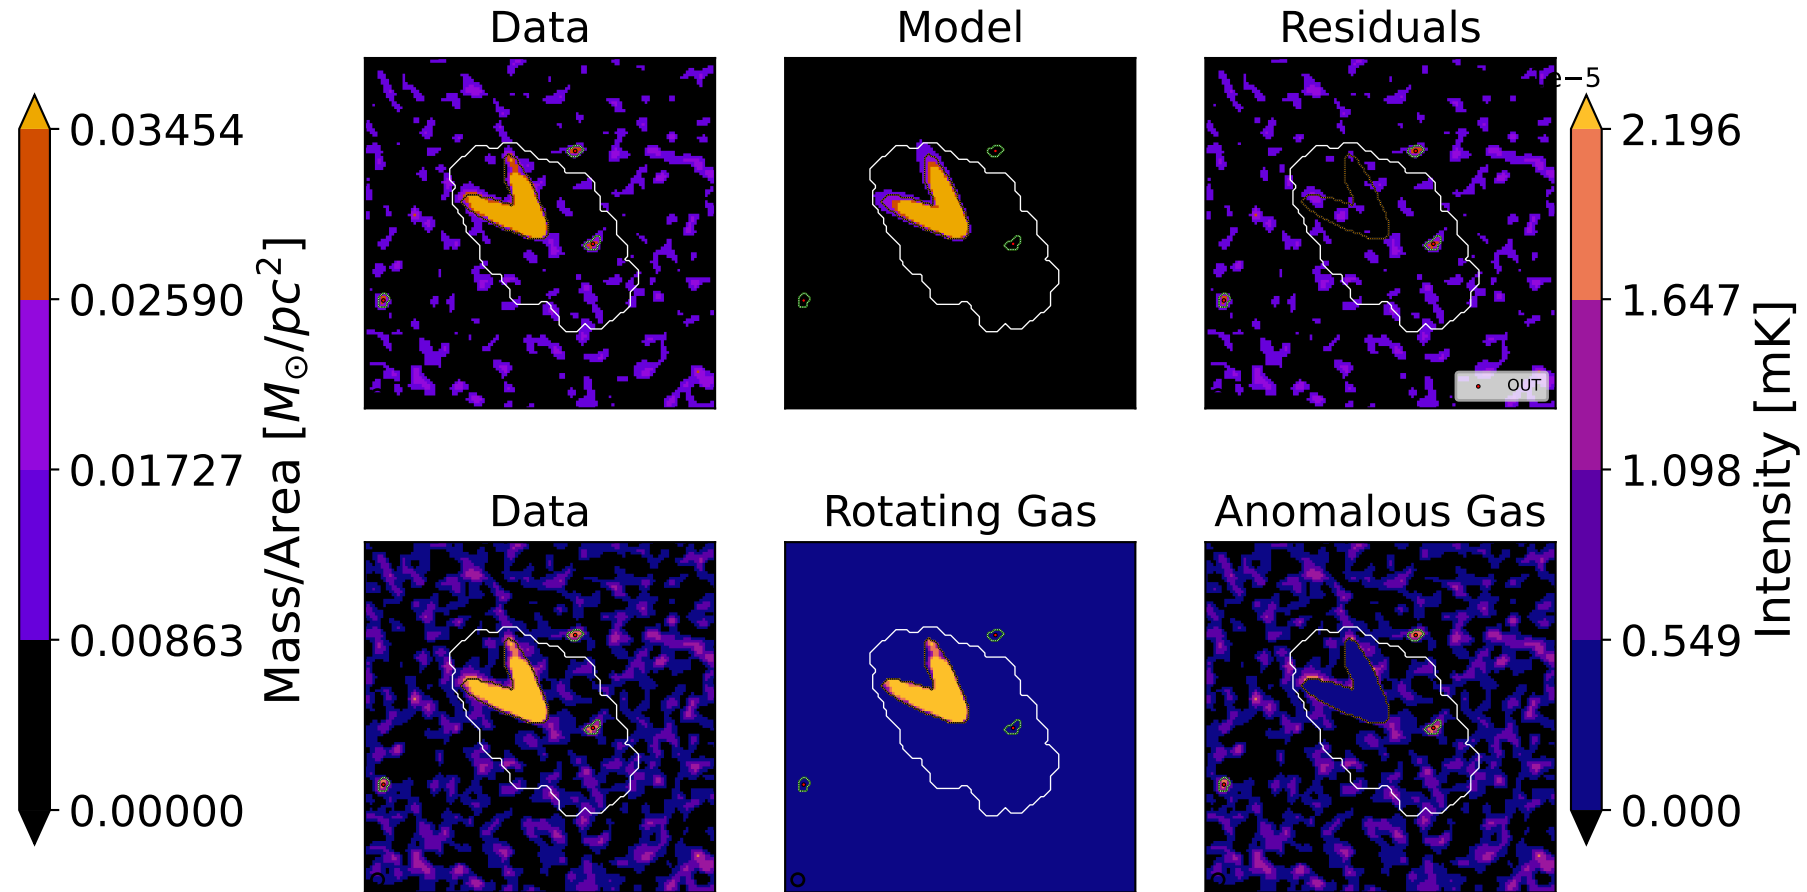 Data
Model
Residuals
e−5
0.03454
0.02590
0.01727
0.00863
0.00000
Mass/Area [M⊙/pc²]
OUT
2.196
1.647
1.098
0.549
0.000
Intensity [mK]
Data
Rotating Gas
Anomalous Gas